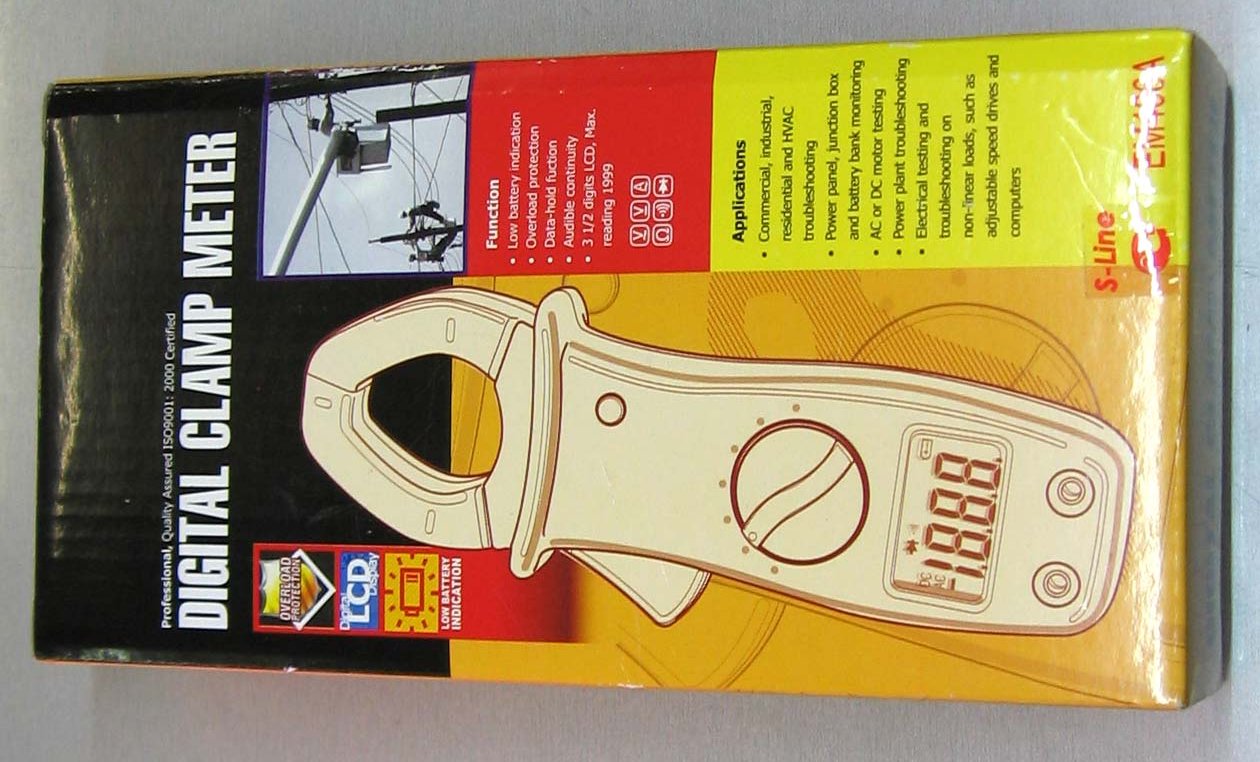 Professional, Quality Assured ISO9001: 2000 Certified
DIGITAL CLAMP METER
OVERLOAD
PROTECTION
Digital
LCD
Display
LOW BATTERY
INDICATION
Function
• Low battery indication
• Overload protection
• Data-hold fuction
• Audible continuity
• 3 1/2 digits LCD, Max.
reading 1999
V V A
Ω
Applications
• Commercial, industrial,
residential and HVAC
troubleshooting
• Power panel, junction box
and battery bank monitoring
• AC or DC motor testing
• Power plant troubleshooting
• Electrical testing and
troubleshooting on
non-linear loads, such as
adjustable speed drives and
computers
DC
AC
1888
S-Line